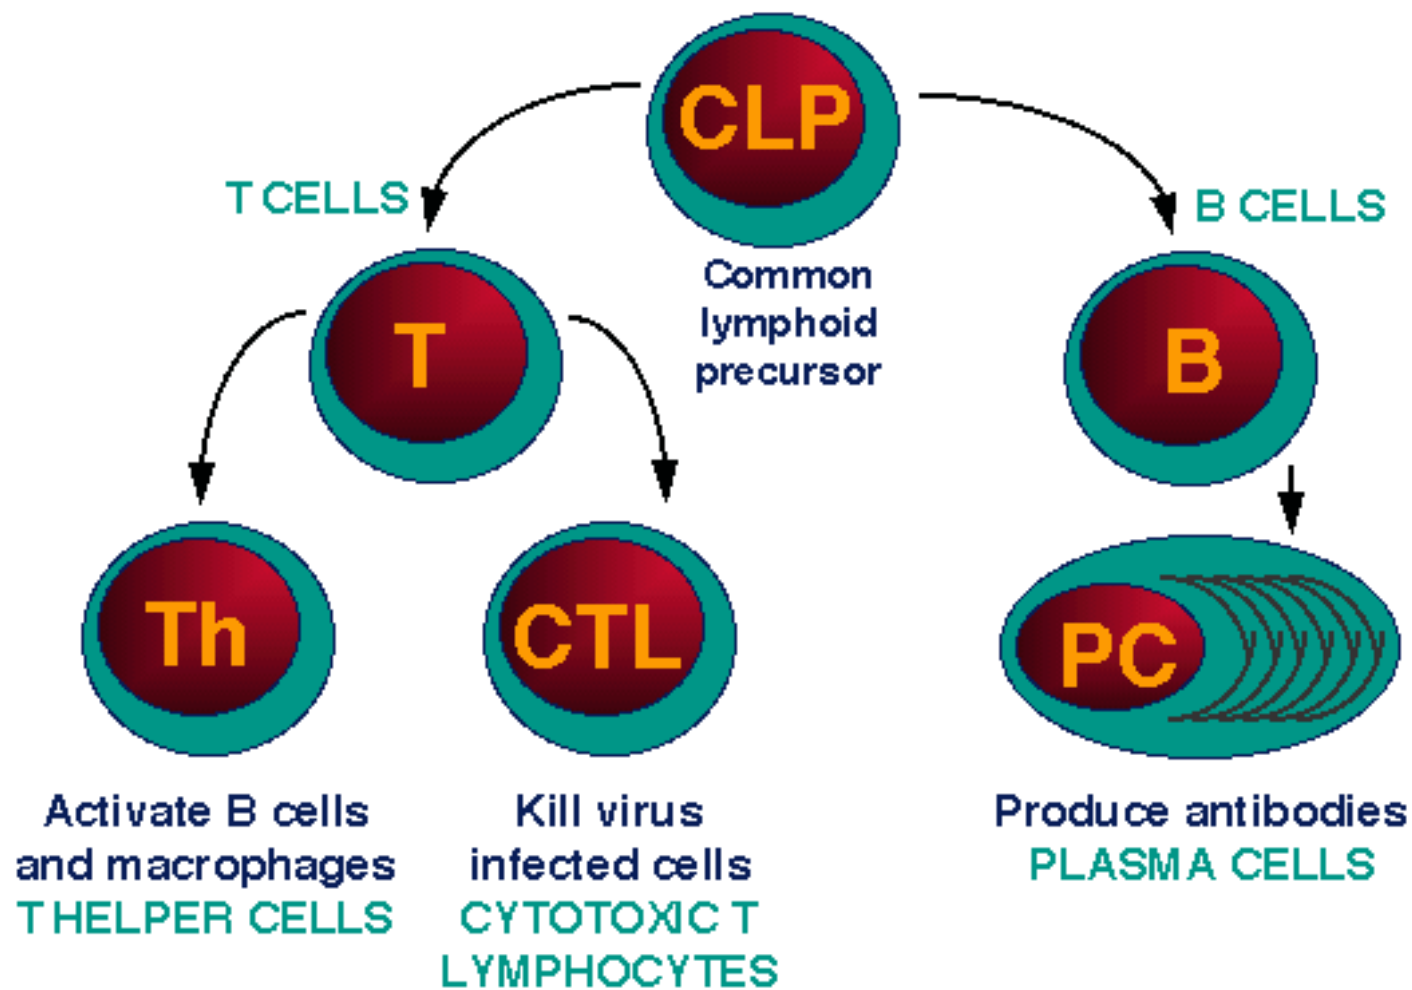 CLP
Common
lymphoid
precursor
T CELLS
B CELLS
T
B
Th
CTL
PC
Activate B cells
and macrophages
T HELPER CELLS
Kill virus
infected cells
CYTOTOXIC T
LYMPHOCYTES
Produce antibodies
PLASMA CELLS